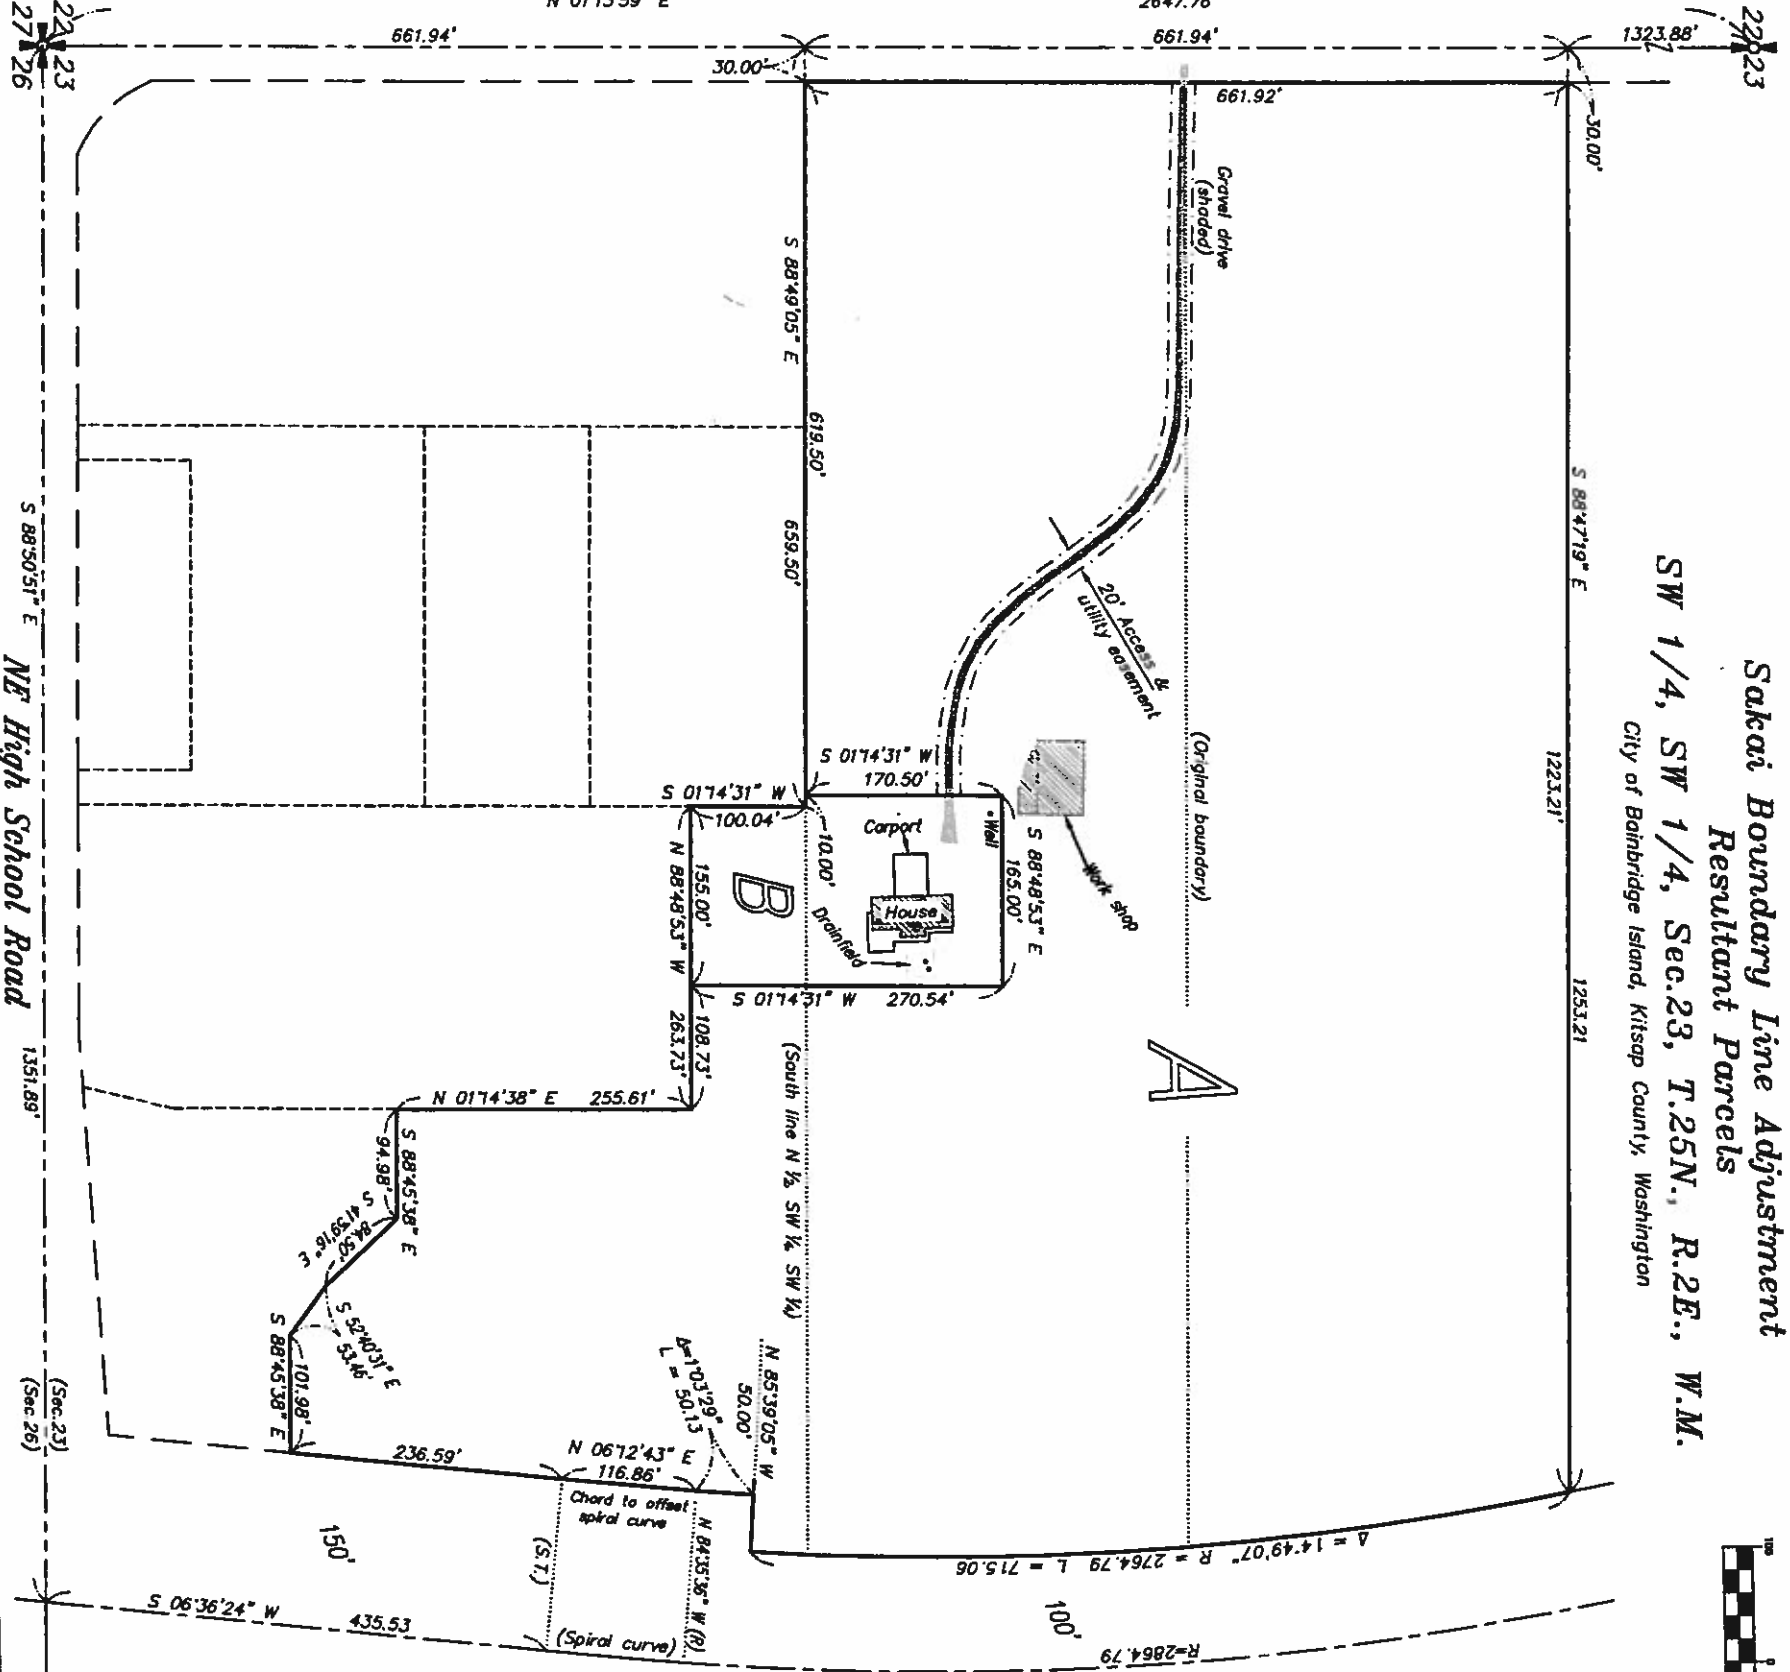 Sakai Boundary Line Adjustment
Resultant Parcels
SW 1/4, SW 1/4, Sec.23, T.25N., R.2E., W.M.
City of Bainbridge Island, Kitsap County, Washington
2647.76
22
23
27
26
661.94'
661.94'
1323.88'
22
23
30.00'
661.92'
30.00'
Gravel drive
(shaded)
S 88°49'05" E
619.50'
659.50'
S 88°47'19" E
1223.21'
1253.21
20' Access &
utility easement
(Original boundary)
Work shop
S 01°14'31" W
170.50'
S 01°14'31" W
100.04'
10.00'
Carport
Well
S 88°48'53" E
165.00'
House
Drainfield
B
155.00'
N 88°48'53" W
S 01°14'31" W 270.54'
108.73'
263.73'
A
(South line N ½ SW ¼ SW ¼)
N 01°14'38" E 255.61'
S 88°45'38" E
94.98'
S 41°59'16" E
84.50'
S 52°40'31" E
53.46'
101.98'
S 88°45'38" E
N 85°39'05" W
50.00'
Δ=1°03'29"
L = 50.13
236.59'
N 06°12'43" E
116.86'
Chord to offset
spiral curve
N 84°35'36" W (R)
(S.T.)
(Spiral curve)
Δ = 14°49'07" R = 2764.79 L = 715.06
150'
100'
R=2864.79
S 06°36'24" W
435.53
S 88°50'51" E
NE High School Road
1351.89'
(Sec.23)
(Sec.26)
100
0